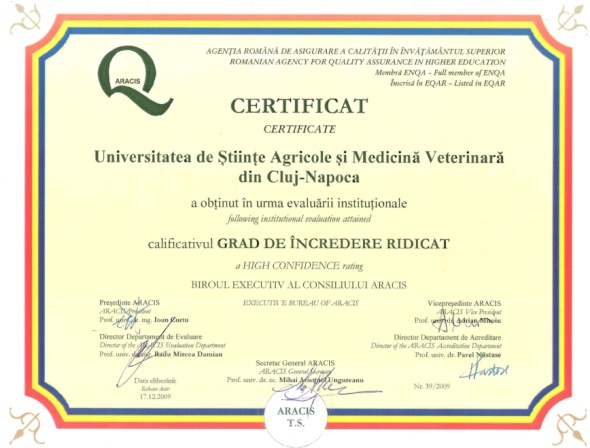 ARACIS
AGENȚIA ROMÂNĂ DE ASIGURARE A CALITĂȚII ÎN ÎNVĂȚĂMÂNTUL SUPERIOR
ROMANIAN AGENCY FOR QUALITY ASSURANCE IN HIGHER EDUCATION
Membră ENQA – Full member of ENQA
Înscrisă în EQAR – Listed in EQAR
CERTIFICAT
CERTIFICATE
Universitatea de Științe Agricole și Medicină Veterinară
din Cluj-Napoca
a obținut în urma evaluării instituționale
following institutional evaluation attained
calificativul GRAD DE ÎNCREDERE RIDICAT
a HIGH CONFIDENCE rating
BIROUL EXECUTIV AL CONSILIULUI ARACIS
EXECUTIVE BUREAU OF ARACIS
Președinte ARACIS
ARACIS President
Prof. univ. dr. ing. Ioan Curtu
Vicepreședinte ARACIS
ARACIS Vice President
Prof. univ. dr. Adrian Miroiu
Director Departament de Evaluare
Director of the ARACIS Evaluation Department
Prof. univ. dr. ing. Radu Mircea Damian
Director Departament de Acreditare
Director of the ARACIS Accreditation Department
Prof. univ. dr. Pavel Năstase
Secretar General ARACIS
ARACIS General Secretary
Prof. univ. dr. ec. Mihai Aristotel Ungureanu
Data eliberării:
Release date:
17.12.2009
Nr. 39/2009
ARACIS
T.S.